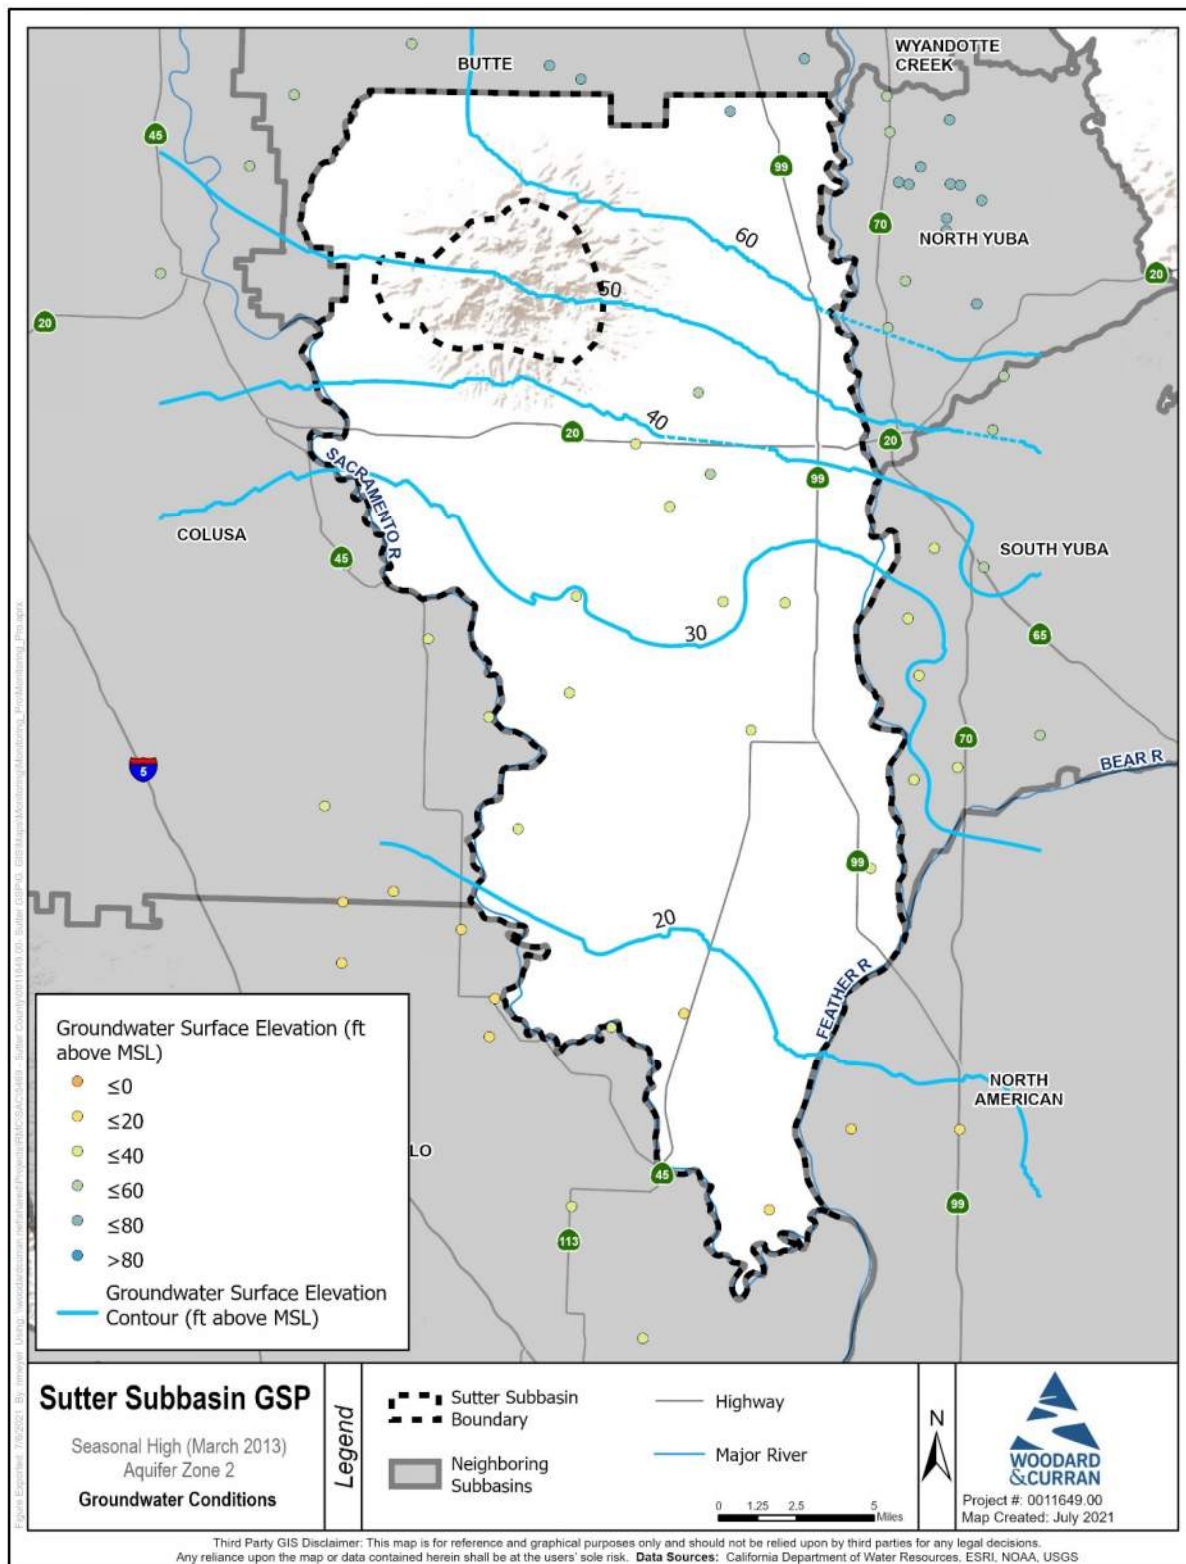 BUTTE
WYANDOTTE
CREEK
45
99
70
NORTH YUBA
60
20
50
20
40
20
20
99
SACRAMENTO R
COLUSA
45
SOUTH YUBA
30
65
70
5
BEAR R
99
20
FEATHER R
NORTH
AMERICAN
LO
45
99
113
Groundwater Surface Elevation (ft
above MSL)
≤0
≤20
≤40
≤60
≤80
>80
Groundwater Surface Elevation
Contour (ft above MSL)
Sutter Subbasin GSP
Seasonal High (March 2013)
Aquifer Zone 2
Groundwater Conditions
Legend
Sutter Subbasin
Boundary
Neighboring
Subbasins
Highway
Major River
0 1.25 2.5 5
Miles
N
WOODARD
&CURRAN
Project #: 0011649.00
Map Created: July 2021
Third Party GIS Disclaimer: This map is for reference and graphical purposes only and should not be relied upon by third parties for any legal decisions.
Any reliance upon the map or data contained herein shall be at the users' sole risk. Data Sources: California Department of Water Resources, ESRI, NOAA, USGS